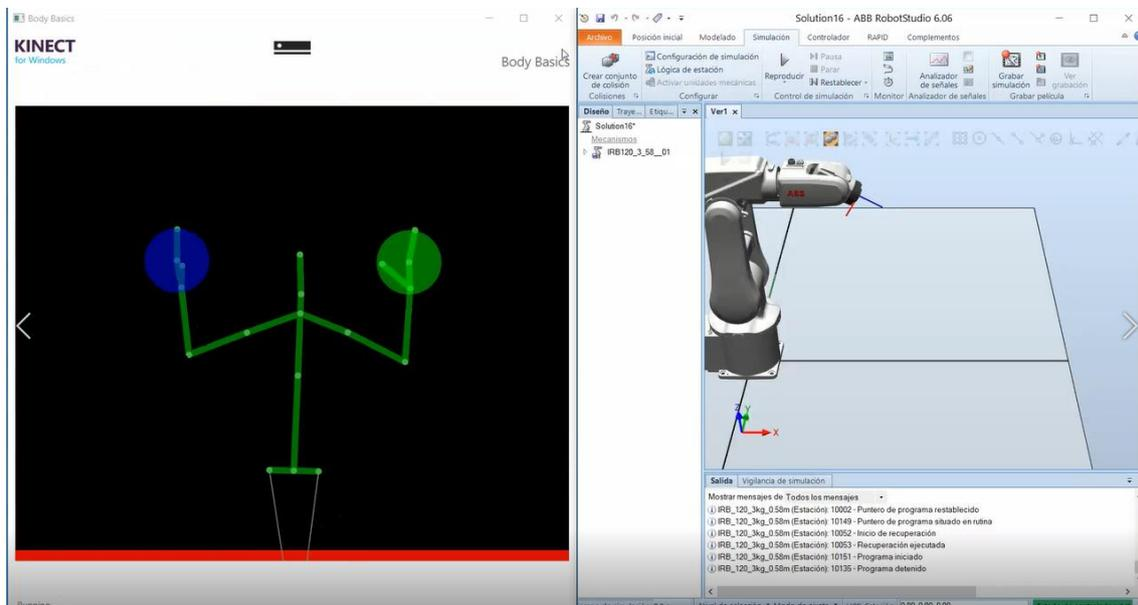 Body Basics
KINECT
for Windows
Body Basics
Solution16 - ABB RobotStudio 6.06
Archivo Posición inicial Modelado Simulación Controlador RAPID Complementos
Crear conjunto de colisión
Colisiones
Configuración de simulación
Lógica de estación
Activar unidades mecánicas
Configurar
Reproducir
Pausa
Parar
Restablecer
Control de simulación
Monitor
Analizador de señales
Analizador de señales
Grabar simulación
Ver grabación
Grabar película
Diseño Traye... Etiqu...
Solution16*
Mecanismos
IRB120_3_58__01
Ver1
ABB
Z Y X
Salida Vigilancia de simulación
Mostrar mensajes de Todos los mensajes
IRB_120_3kg_0.58m (Estación): 10002 - Puntero de programa restablecido
IRB_120_3kg_0.58m (Estación): 10149 - Puntero de programa situado en rutina
IRB_120_3kg_0.58m (Estación): 10052 - Inicio de recuperación
IRB_120_3kg_0.58m (Estación): 10053 - Recuperación ejecutada
IRB_120_3kg_0.58m (Estación): 10151 - Programa iniciado
IRB_120_3kg_0.58m (Estación): 10135 - Programa detenido